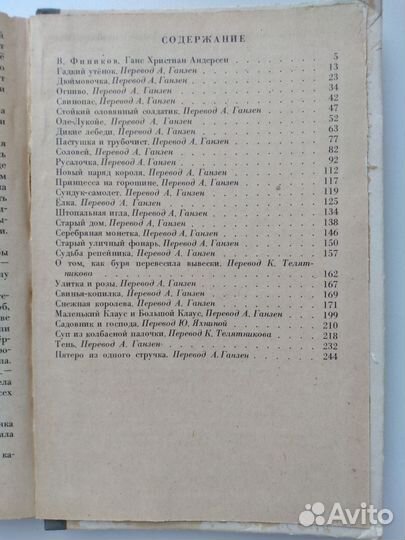 СОДЕРЖАНИЕ
В. Фиников. Ганс Христиан Андерсен . . . 5
Гадкий утёнок. Перевод А. Ганзен . . . 13
Дюймовочка. Перевод А. Ганзен . . . 23
Огниво. Перевод А. Ганзен . . . 34
Свинопас. Перевод А. Ганзен . . . 42
Стойкий оловянный солдатик. Перевод А. Ганзен . . . 47
Оле-Лукойе. Перевод А. Ганзен . . . 52
Дикие лебеди. Перевод А. Ганзен . . . 63
Пастушка и трубочист. Перевод А. Ганзен . . . 77
Соловей. Перевод А. Ганзен . . . 82
Русалочка. Перевод А. Ганзен . . . 92
Новый наряд короля. Перевод А. Ганзен . . . 112
Принцесса на горошине. Перевод А. Ганзен . . . 117
Сундук-самолет. Перевод А. Ганзен . . . 119
Ёлка. Перевод А. Ганзен . . . 125
Штопальная игла. Перевод А. Ганзен . . . 134
Старый дом. Перевод А. Ганзен . . . 138
Серебряная монетка. Перевод А. Ганзен . . . 146
Старый уличный фонарь. Перевод А. Ганзен . . . 150
Судьба репейника. Перевод А. Ганзен . . . 157
О том, как буря перевесила вывески. Перевод К. Телят-
никова . . . 162
Улитка и розы. Перевод А. Ганзен . . . 167
Свинья-копилка. Перевод А. Ганзен . . . 169
Снежная королева. Перевод А. Ганзен . . . 171
Маленький Клаус и Большой Клаус. Перевод А. Ганзен . . . 199
Садовник и господа. Перевод Ю. Яхниной . . . 210
Суп из колбасной палочки. Перевод К. Телятникова . . . 218
Тень. Перевод А. Ганзен . . . 232
Пятеро из одного стручка. Перевод А. Ганзен . . . 244
Avito